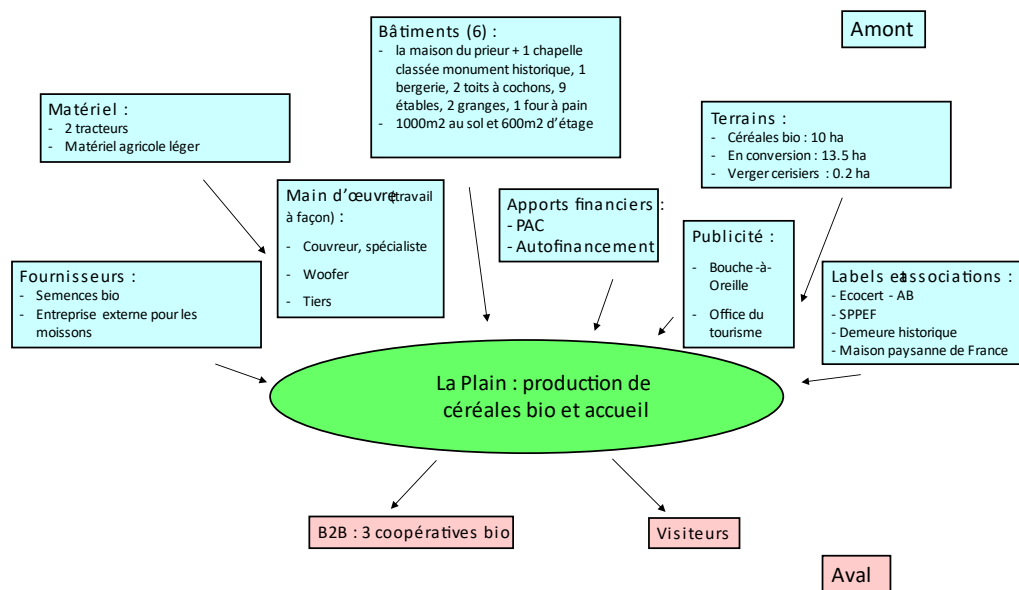 Amont
Bâtiments (6) :
- la maison du prieur + 1 chapelle
classée monument historique, 1
bergerie, 2 toits à cochons, 9
étables, 2 granges, 1 four à pain
- 1000m2 au sol et 600m2 d'étage
Matériel :
- 2 tracteurs
- Matériel agricole léger
Terrains :
- Céréales bio : 10 ha
- En conversion : 13.5 ha
- Verger cerisiers : 0.2 ha
Main d'œuvre (travail
à façon) :
- Couvreur, spécialiste
- Woofer
- Tiers
Apports financiers :
- PAC
- Autofinancement
Publicité :
- Bouche -à-
Oreille
- Office du
tourisme
Fournisseurs :
- Semences bio
- Entreprise externe pour les
moissons
Labels et associations :
- Ecocert - AB
- SPPEF
- Demeure historique
- Maison paysanne de France
La Plain : production de
céréales bio et accueil
B2B : 3 coopératives bio
Visiteurs
Aval